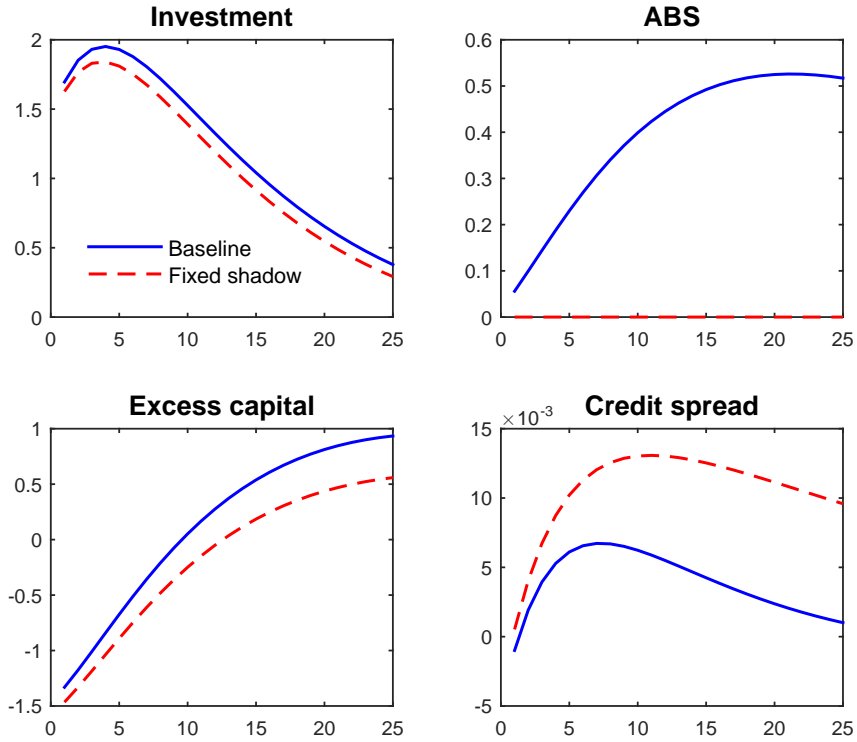 Investment
2
1.5
1
0.5
0
0 5 10 15 20 25
Baseline
Fixed shadow
ABS
0.6
0.5
0.4
0.3
0.2
0.1
0
0 5 10 15 20 25
Excess capital
1
0.5
0
-0.5
-1
-1.5
0 5 10 15 20 25
Credit spread
×10-3
15
10
5
0
-5
0 5 10 15 20 25